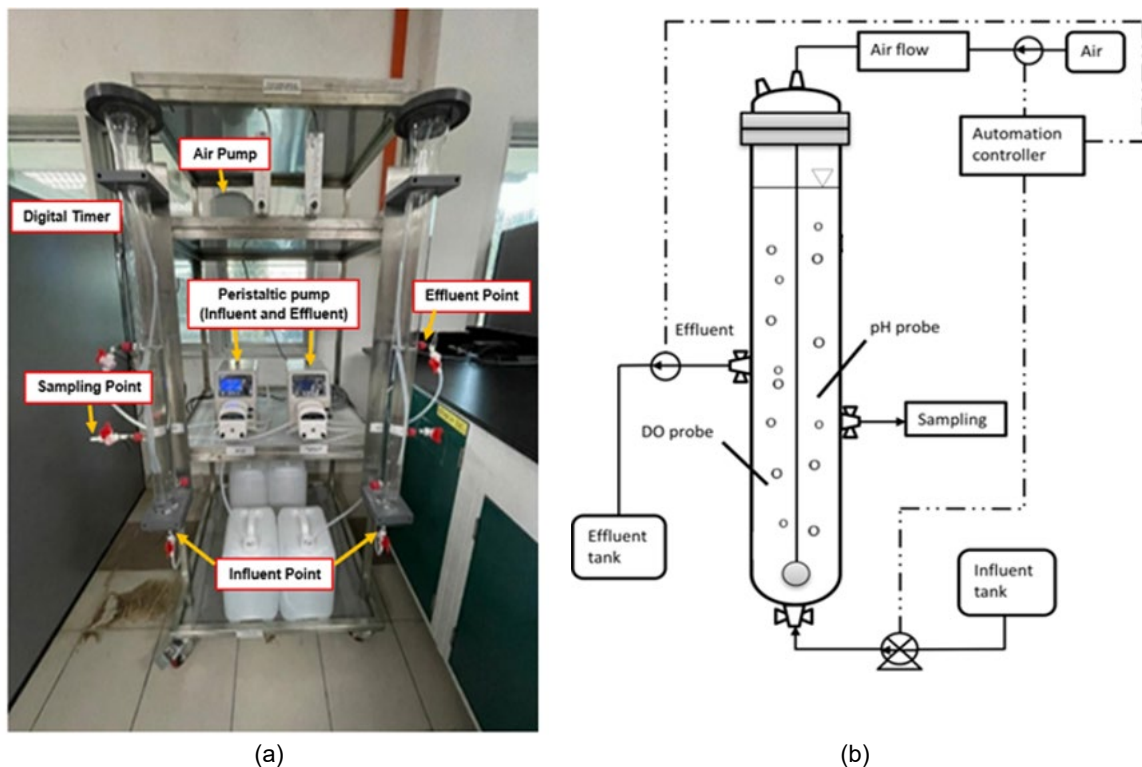 Air Pump
Digital Timer
Peristaltic pump
(Influent and Effluent)
Effluent Point
Sampling Point
Influent Point
(a)
Air flow
Air
Automation
controller
Effluent
pH probe
DO probe
Sampling
Effluent
tank
Influent
tank
(b)